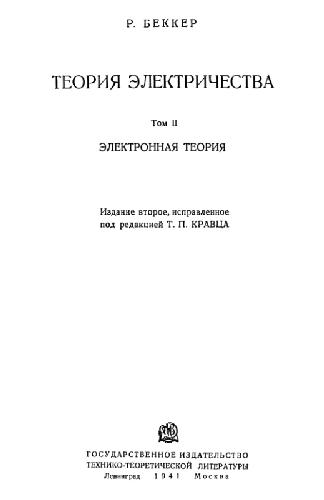 Р. БЕККЕР
ТЕОРИЯ ЭЛЕКТРИЧЕСТВА
Том II
ЭЛЕКТРОННАЯ ТЕОРИЯ
Издание второе, исправленное
под редакцией Т. П. КРАВЦА
ГОСУДАРСТВЕННОЕ ИЗДАТЕЛЬСТВО
ТЕХНИКО-ТЕОРЕТИЧЕСКОЙ ЛИТЕРАТУРЫ
Ленинград 1941 Москва